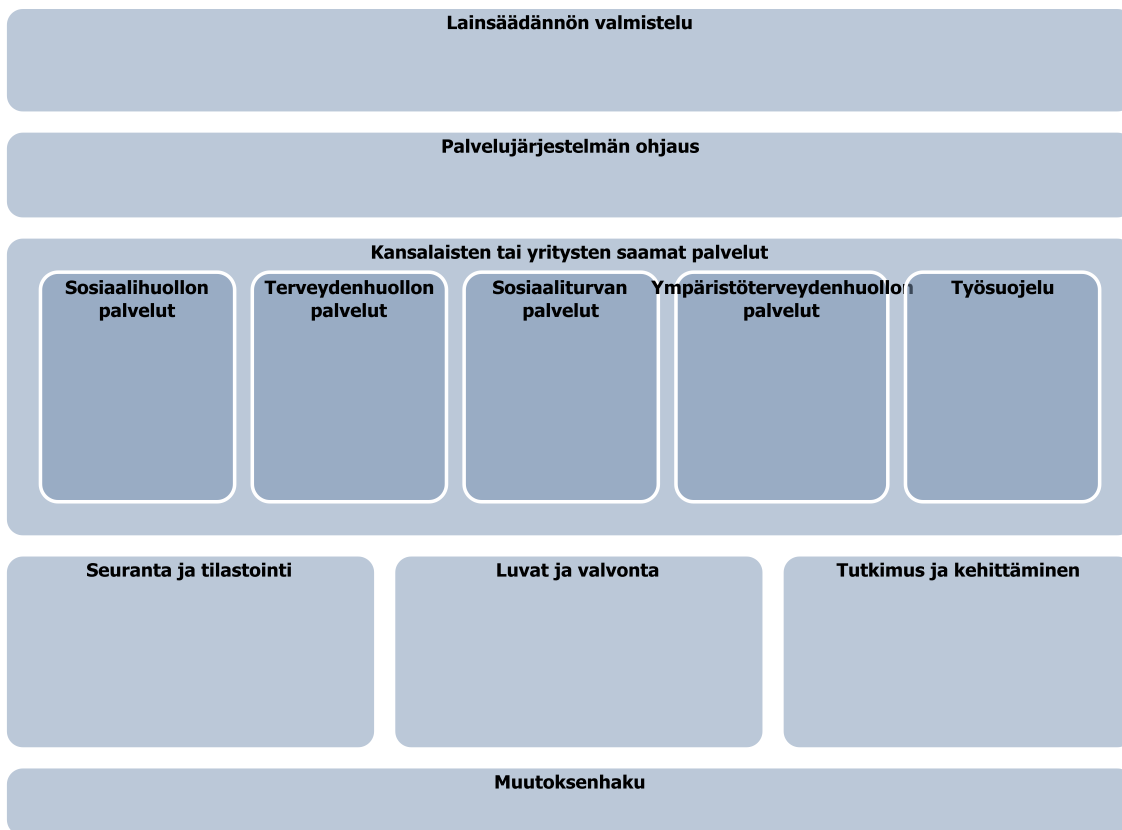 Lainsäädännön valmistelu
Palvelujärjestelmän ohjaus
Kansalaisten tai yritysten saamat palvelut
Sosiaalihuollon
palvelut
Terveydenhuollon
palvelut
Sosiaaliturvan
palvelut
Ympäristöterveydenhuollon
palvelut
Työsuojelu
Seuranta ja tilastointi
Luvat ja valvonta
Tutkimus ja kehittäminen
Muutoksenhaku